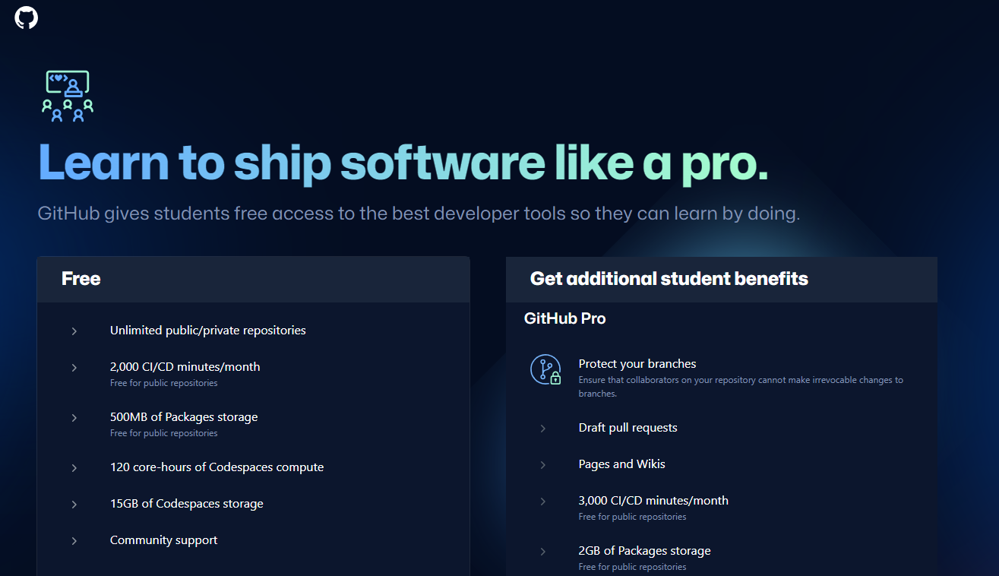 Learn to ship software like a pro.
GitHub gives students free access to the best developer tools so they can learn by doing.
Free
Unlimited public/private repositories
2,000 CI/CD minutes/month
Free for public repositories
500MB of Packages storage
Free for public repositories
120 core-hours of Codespaces compute
15GB of Codespaces storage
Community support
Get additional student benefits
GitHub Pro
Protect your branches
Ensure that collaborators on your repository cannot make irrevocable changes to
branches.
Draft pull requests
Pages and Wikis
3,000 CI/CD minutes/month
Free for public repositories
2GB of Packages storage
Free for public repositories